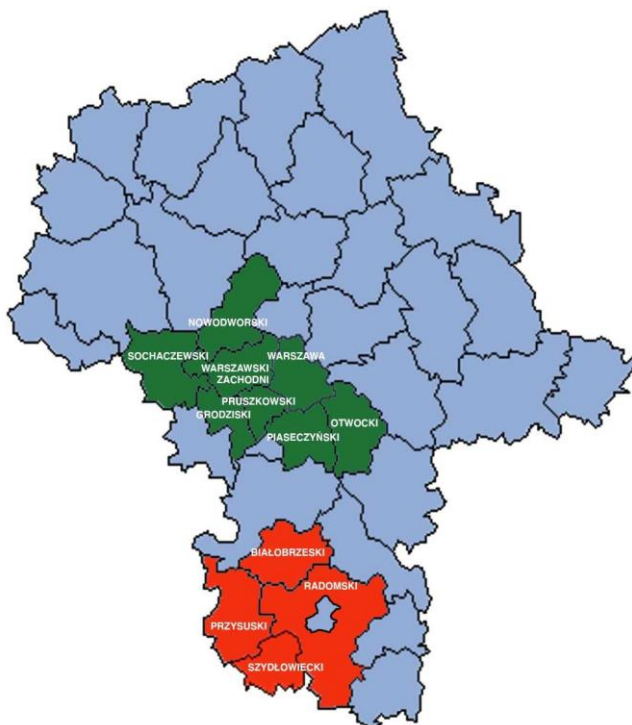 NOWODWORSKI
SOCHACZEWSKI
WARSZAWA
WARSZAWSKI
ZACHODNI
PRUSZKOWSKI
GRODZISKI
OTWOCKI
PIASECZYŃSKI
BIAŁOBRZESKI
RADOMSKI
PRZYSUSKI
SZYDŁOWIECKI